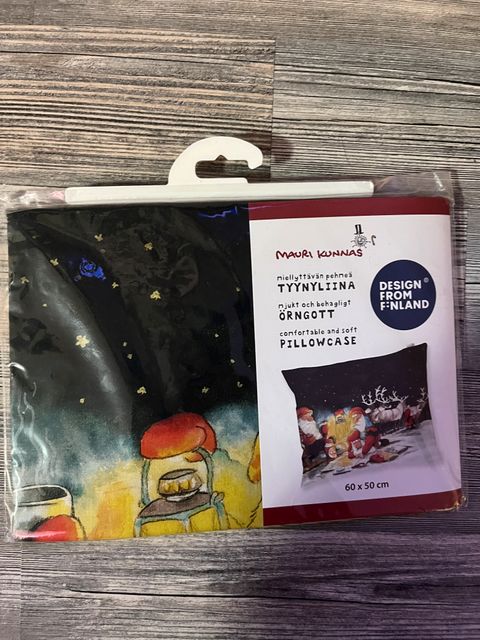 MAURI KUNNAS
miellyttävän pehmeä
TYYNYLIINA
mjukt och behagligt
ÖRNGOTT
comfortable and soft
PILLOWCASE
DESIGN
FROM
FINLAND
60 x 50 cm